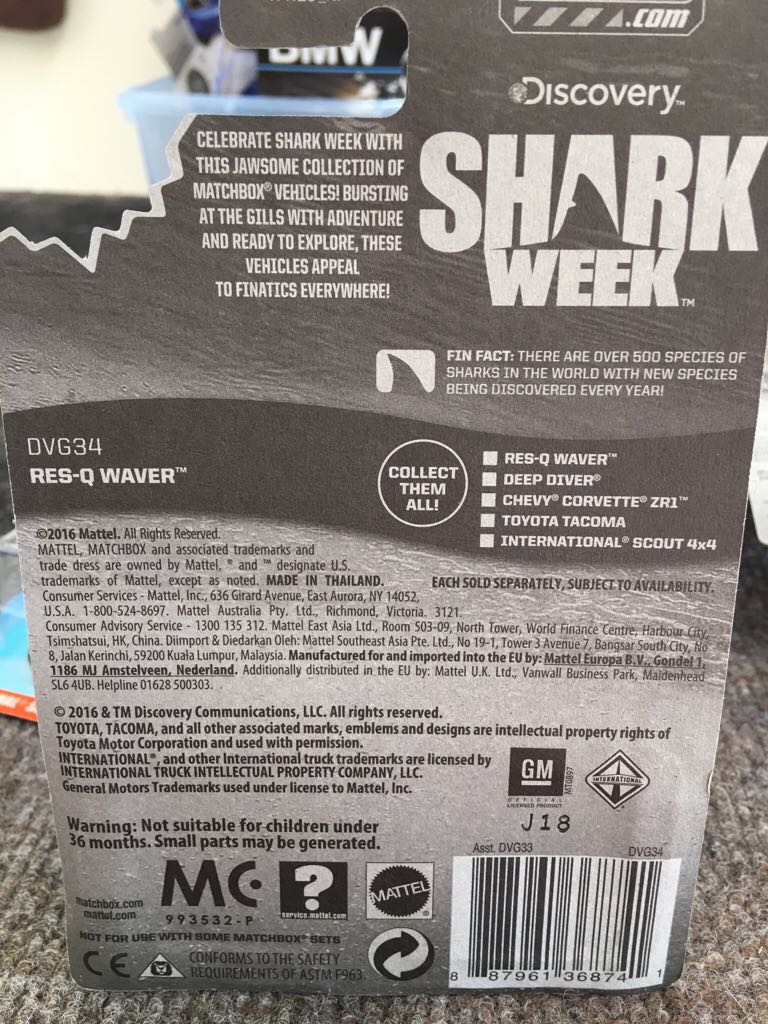 BMW
.com
Discovery™
SHARK
WEEK™
CELEBRATE SHARK WEEK WITH
THIS JAWSOME COLLECTION OF
MATCHBOX® VEHICLES! BURSTING
AT THE GILLS WITH ADVENTURE
AND READY TO EXPLORE, THESE
VEHICLES APPEAL
TO FINATICS EVERYWHERE!
FIN FACT: THERE ARE OVER 500 SPECIES OF
SHARKS IN THE WORLD WITH NEW SPECIES
BEING DISCOVERED EVERY YEAR!
DVG34
RES-Q WAVER™
COLLECT
THEM
ALL!
RES-Q WAVER™
DEEP DIVER®
CHEVY® CORVETTE® ZR1™
TOYOTA TACOMA
INTERNATIONAL® SCOUT 4x4
EACH SOLD SEPARATELY, SUBJECT TO AVAILABILITY.
©2016 Mattel. All Rights Reserved.
MATTEL, MATCHBOX and associated trademarks and
trade dress are owned by Mattel. ® and ™ designate U.S.
trademarks of Mattel, except as noted. MADE IN THAILAND.
Consumer Services - Mattel, Inc., 636 Girard Avenue, East Aurora, NY 14052,
U.S.A. 1-800-524-8697. Mattel Australia Pty. Ltd., Richmond, Victoria. 3121.
Consumer Advisory Service - 1300 135 312. Mattel East Asia Ltd., Room 503-09, North Tower, World Finance Centre, Harbour City,
Tsimshatsui, HK, China. Diimport & Diedarkan Oleh: Mattel Southeast Asia Pte. Ltd., No 19-1, Tower 3 Avenue 7, Bangsar South City, No
8, Jalan Kerinchi, 59200 Kuala Lumpur, Malaysia. Manufactured for and imported into the EU by: Mattel Europa B.V., Gondel 1,
1186 MJ Amstelveen, Nederland. Additionally distributed in the EU by: Mattel U.K. Ltd., Vanwall Business Park, Maidenhead
SL6 4UB. Helpline 01628 500303.
© 2016 & TM Discovery Communications, LLC. All rights reserved.
TOYOTA, TACOMA, and all other associated marks, emblems and designs are intellectual property rights of
Toyota Motor Corporation and used with permission.
INTERNATIONAL®, and other International truck trademarks are licensed by
INTERNATIONAL TRUCK INTELLECTUAL PROPERTY COMPANY, LLC.
General Motors Trademarks used under license to Mattel, Inc.
GM
OFFICIAL
LICENSED PRODUCT
MT0897
INTERNATIONAL
J18
Warning: Not suitable for children under
36 months. Small parts may be generated.
Asst. DVG33
DVG34
matchbox.com
mattel.com
MC
993532-P
?
service.mattel.com
MATTEL®
NOT FOR USE WITH SOME MATCHBOX® SETS
CE
CONFORMS TO THE SAFETY
REQUIREMENTS OF ASTM F963.
8 87961 36874 1